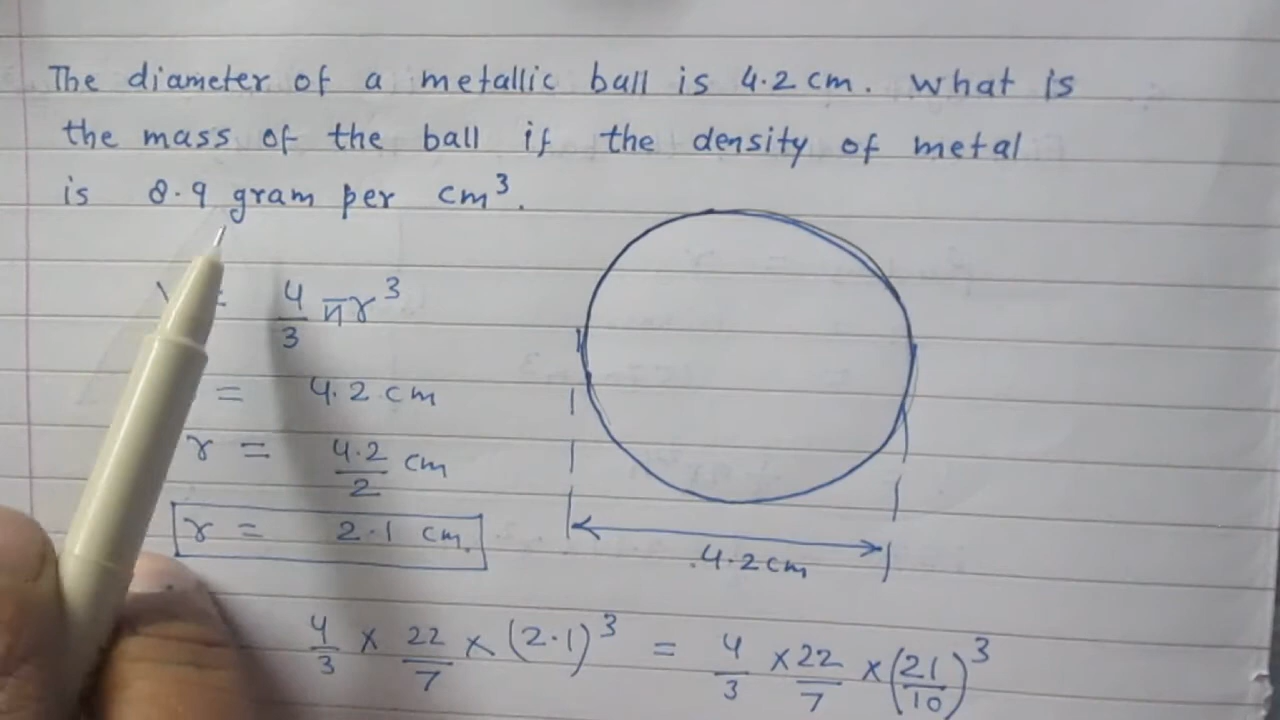 The diameter of a metallic ball is 4.2 cm. What is
the mass of the ball if the density of metal
is 8.9 gram per cm³.
= 4/3 πr³
= 4.2 cm
r = 4.2/2 cm
r = 2.1 cm.
4.2 cm
4/3 × 22/7 × (2.1)³ = 4/3 × 22/7 × (21/10)³